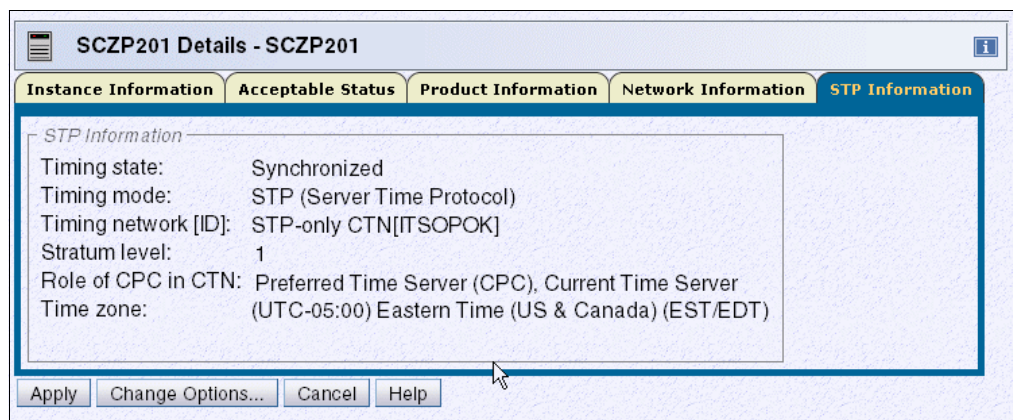 SCZP201 Details - SCZP201
i
Instance Information Acceptable Status Product Information Network Information STP Information
STP Information
Timing state: Synchronized
Timing mode: STP (Server Time Protocol)
Timing network [ID]: STP-only CTN[ITSOPOK]
Stratum level: 1
Role of CPC in CTN: Preferred Time Server (CPC), Current Time Server
Time zone: (UTC-05:00) Eastern Time (US & Canada) (EST/EDT)
Apply Change Options... Cancel Help